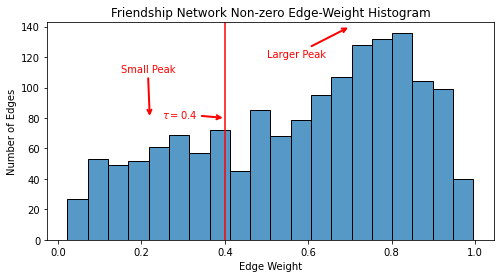 Friendship Network Non-zero Edge-Weight Histogram
140
120
100
80
60
40
20
0
Number of Edges
Small Peak
Larger Peak
τ = 0.4
0.0 0.2 0.4 0.6 0.8 1.0
Edge Weight